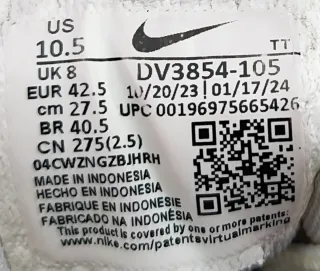 US
10.5
TT
UK 8
DV3854-105
EUR 42.5
10/20/23 | 01/17/24
cm 27.5
UPC 00196975665426
BR 40.5
CN 275(2.5)
04CWZNGZBJHRH
MADE IN INDONESIA
HECHO EN INDONESIA
FABRIQUE EN INDONESIE
FABRICADO NA INDONÉSIA
This product is covered by one or more patents:
www.nike.com/patentsvirtualmarking